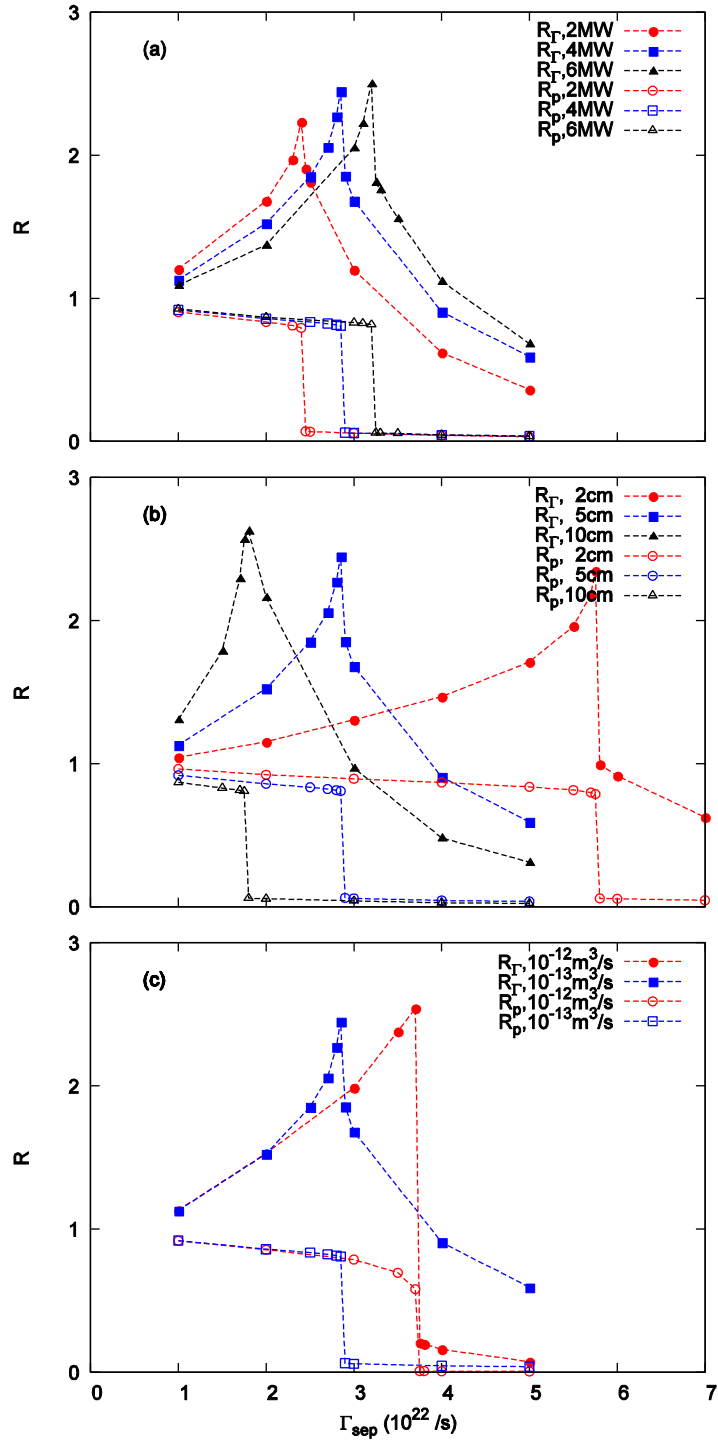 3
(a)
R_Γ,2MW
R_Γ,4MW
R_Γ,6MW
R_p,2MW
R_p,4MW
R_p,6MW
2
R
1
0
3
(b)
R_Γ, 2cm
R_Γ, 5cm
R_Γ,10cm
R_p, 2cm
R_p, 5cm
R_p,10cm
2
R
1
0
3
(c)
R_Γ,10^-12m^3/s
R_Γ,10^-13m^3/s
R_p,10^-12m^3/s
R_p,10^-13m^3/s
2
R
1
0
0 1 2 3 4 5 6 7
Γ_sep (10^22 /s)